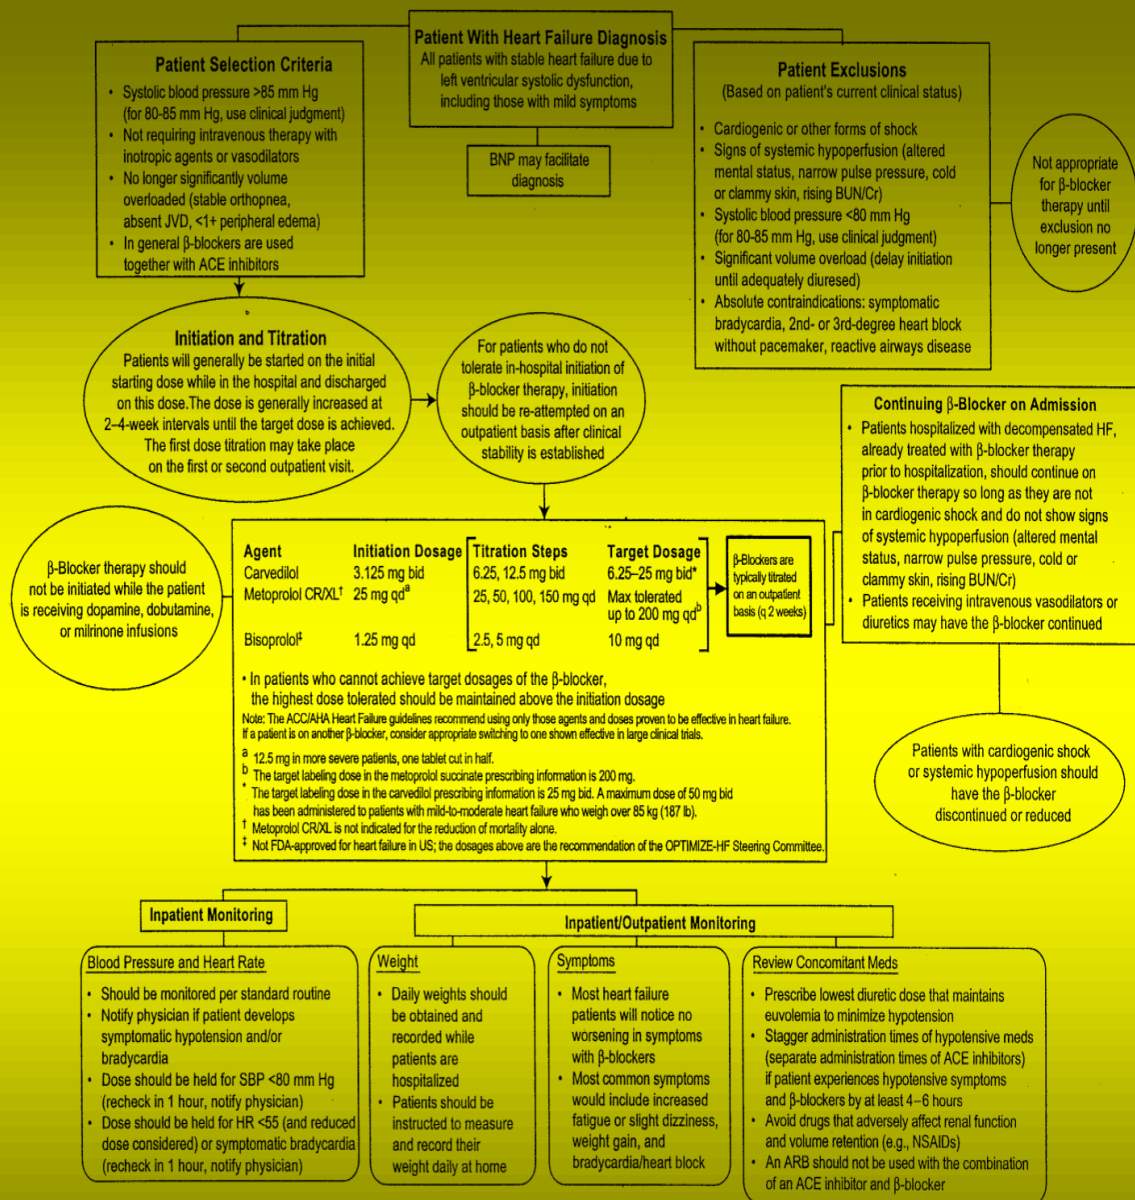 Patient With Heart Failure Diagnosis
All patients with stable heart failure due to
left ventricular systolic dysfunction,
including those with mild symptoms
BNP may facilitate
diagnosis
Patient Selection Criteria
• Systolic blood pressure >85 mm Hg
(for 80-85 mm Hg, use clinical judgment)
• Not requiring intravenous therapy with
inotropic agents or vasodilators
• No longer significantly volume
overloaded (stable orthopnea,
absent JVD, <1+ peripheral edema)
• In general β-blockers are used
together with ACE inhibitors
Patient Exclusions
(Based on patient's current clinical status)
• Cardiogenic or other forms of shock
• Signs of systemic hypoperfusion (altered
mental status, narrow pulse pressure, cold
or clammy skin, rising BUN/Cr)
• Systolic blood pressure <80 mm Hg
(for 80-85 mm Hg, use clinical judgment)
• Significant volume overload (delay initiation
until adequately diuresed)
• Absolute contraindications: symptomatic
bradycardia, 2nd- or 3rd-degree heart block
without pacemaker, reactive airways disease
Not appropriate
for β-blocker
therapy until
exclusion no
longer present
Initiation and Titration
Patients will generally be started on the initial
starting dose while in the hospital and discharged
on this dose.The dose is generally increased at
2–4-week intervals until the target dose is achieved.
The first dose titration may take place
on the first or second outpatient visit.
For patients who do not
tolerate in-hospital initiation of
β-blocker therapy, initiation
should be re-attempted on an
outpatient basis after clinical
stability is established
Continuing β-Blocker on Admission
• Patients hospitalized with decompensated HF,
already treated with β-blocker therapy
prior to hospitalization, should continue on
β-blocker therapy so long as they are not
in cardiogenic shock and do not show signs
of systemic hypoperfusion (altered mental
status, narrow pulse pressure, cold or
clammy skin, rising BUN/Cr)
• Patients receiving intravenous vasodilators or
diuretics may have the β-blocker continued
β-Blocker therapy should
not be initiated while the patient
is receiving dopamine, dobutamine,
or milrinone infusions
Agent Initiation Dosage Titration Steps Target Dosage
Carvedilol 3.125 mg bid 6.25, 12.5 mg bid 6.25–25 mg bid*
Metoprolol CR/XL† 25 mg qdᵃ 25, 50, 100, 150 mg qd Max tolerated
up to 200 mg qdᵇ
Bisoprolol‡ 1.25 mg qd 2.5, 5 mg qd 10 mg qd
β-Blockers are
typically titrated
on an outpatient
basis (q 2 weeks)
• In patients who cannot achieve target dosages of the β-blocker,
the highest dose tolerated should be maintained above the initiation dosage
Note: The ACC/AHA Heart Failure guidelines recommend using only those agents and doses proven to be effective in heart failure.
If a patient is on another β-blocker, consider appropriate switching to one shown effective in large clinical trials.
a 12.5 mg in more severe patients, one tablet cut in half.
b The target labeling dose in the metoprolol succinate prescribing information is 200 mg.
* The target labeling dose in the carvedilol prescribing information is 25 mg bid. A maximum dose of 50 mg bid
has been administered to patients with mild-to-moderate heart failure who weigh over 85 kg (187 lb).
† Metoprolol CR/XL is not indicated for the reduction of mortality alone.
‡ Not FDA-approved for heart failure in US; the dosages above are the recommendation of the OPTIMIZE-HF Steering Committee.
Patients with cardiogenic shock
or systemic hypoperfusion should
have the β-blocker
discontinued or reduced
Inpatient Monitoring
Inpatient/Outpatient Monitoring
Blood Pressure and Heart Rate
• Should be monitored per standard routine
• Notify physician if patient develops
symptomatic hypotension and/or
bradycardia
• Dose should be held for SBP <80 mm Hg
(recheck in 1 hour, notify physician)
• Dose should be held for HR <55 (and reduced
dose considered) or symptomatic bradycardia
(recheck in 1 hour, notify physician)
Weight
• Daily weights should
be obtained and
recorded while
patients are
hospitalized
• Patients should be
instructed to measure
and record their
weight daily at home
Symptoms
• Most heart failure
patients will notice no
worsening in symptoms
with β-blockers
• Most common symptoms
would include increased
fatigue or slight dizziness,
weight gain, and
bradycardia/heart block
Review Concomitant Meds
• Prescribe lowest diuretic dose that maintains
euvolemia to minimize hypotension
• Stagger administration times of hypotensive meds
(separate administration times of ACE inhibitors)
if patient experiences hypotensive symptoms
and β-blockers by at least 4–6 hours
• Avoid drugs that adversely affect renal function
and volume retention (e.g., NSAIDs)
• An ARB should not be used with the combination
of an ACE inhibitor and β-blocker